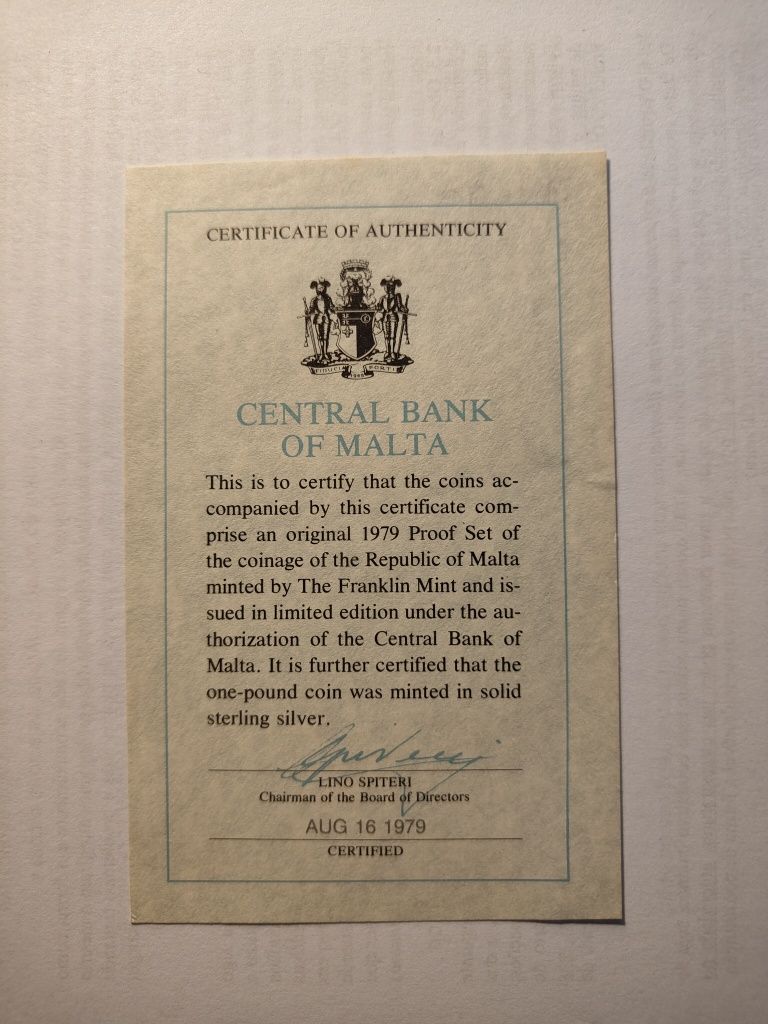 CERTIFICATE OF AUTHENTICITY
FIDUCIA FORTI
CENTRAL BANK
OF MALTA
This is to certify that the coins ac-
companied by this certificate com-
prise an original 1979 Proof Set of
the coinage of the Republic of Malta
minted by The Franklin Mint and is-
sued in limited edition under the au-
thorization of the Central Bank of
Malta. It is further certified that the
one-pound coin was minted in solid
sterling silver.
LINO SPITERI
Chairman of the Board of Directors
AUG 16 1979
CERTIFIED